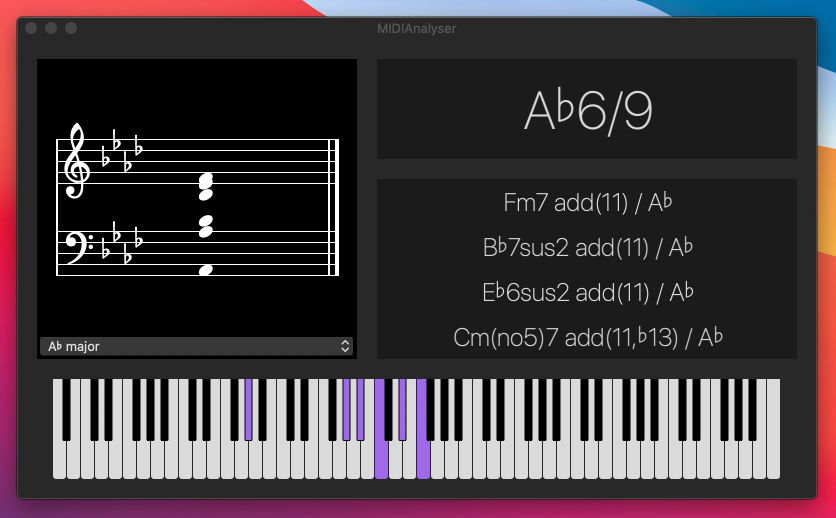 MIDIAnalyser
A♭6/9
Fm7 add(11) / A♭
B♭7sus2 add(11) / A♭
E♭6sus2 add(11) / A♭
Cm(no5)7 add(11,♭13) / A♭
A♭ major